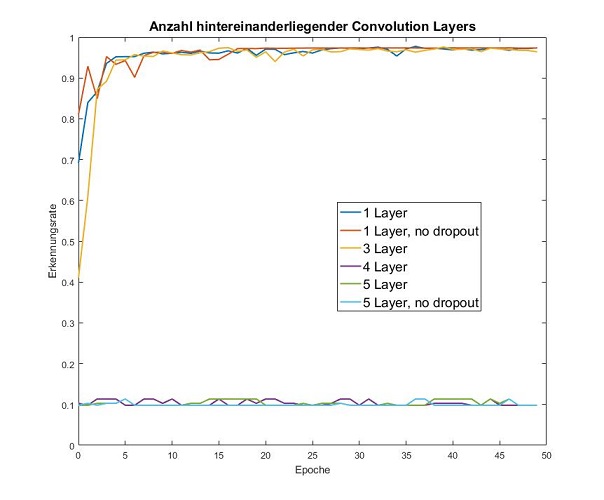 Anzahl hintereinanderliegender Convolution Layers
1
0.9
0.8
0.7
0.6
0.5
0.4
0.3
0.2
0.1
0
Erkennungsrate
1 Layer
1 Layer, no dropout
3 Layer
4 Layer
5 Layer
5 Layer, no dropout
0 5 10 15 20 25 30 35 40 45 50
Epoche